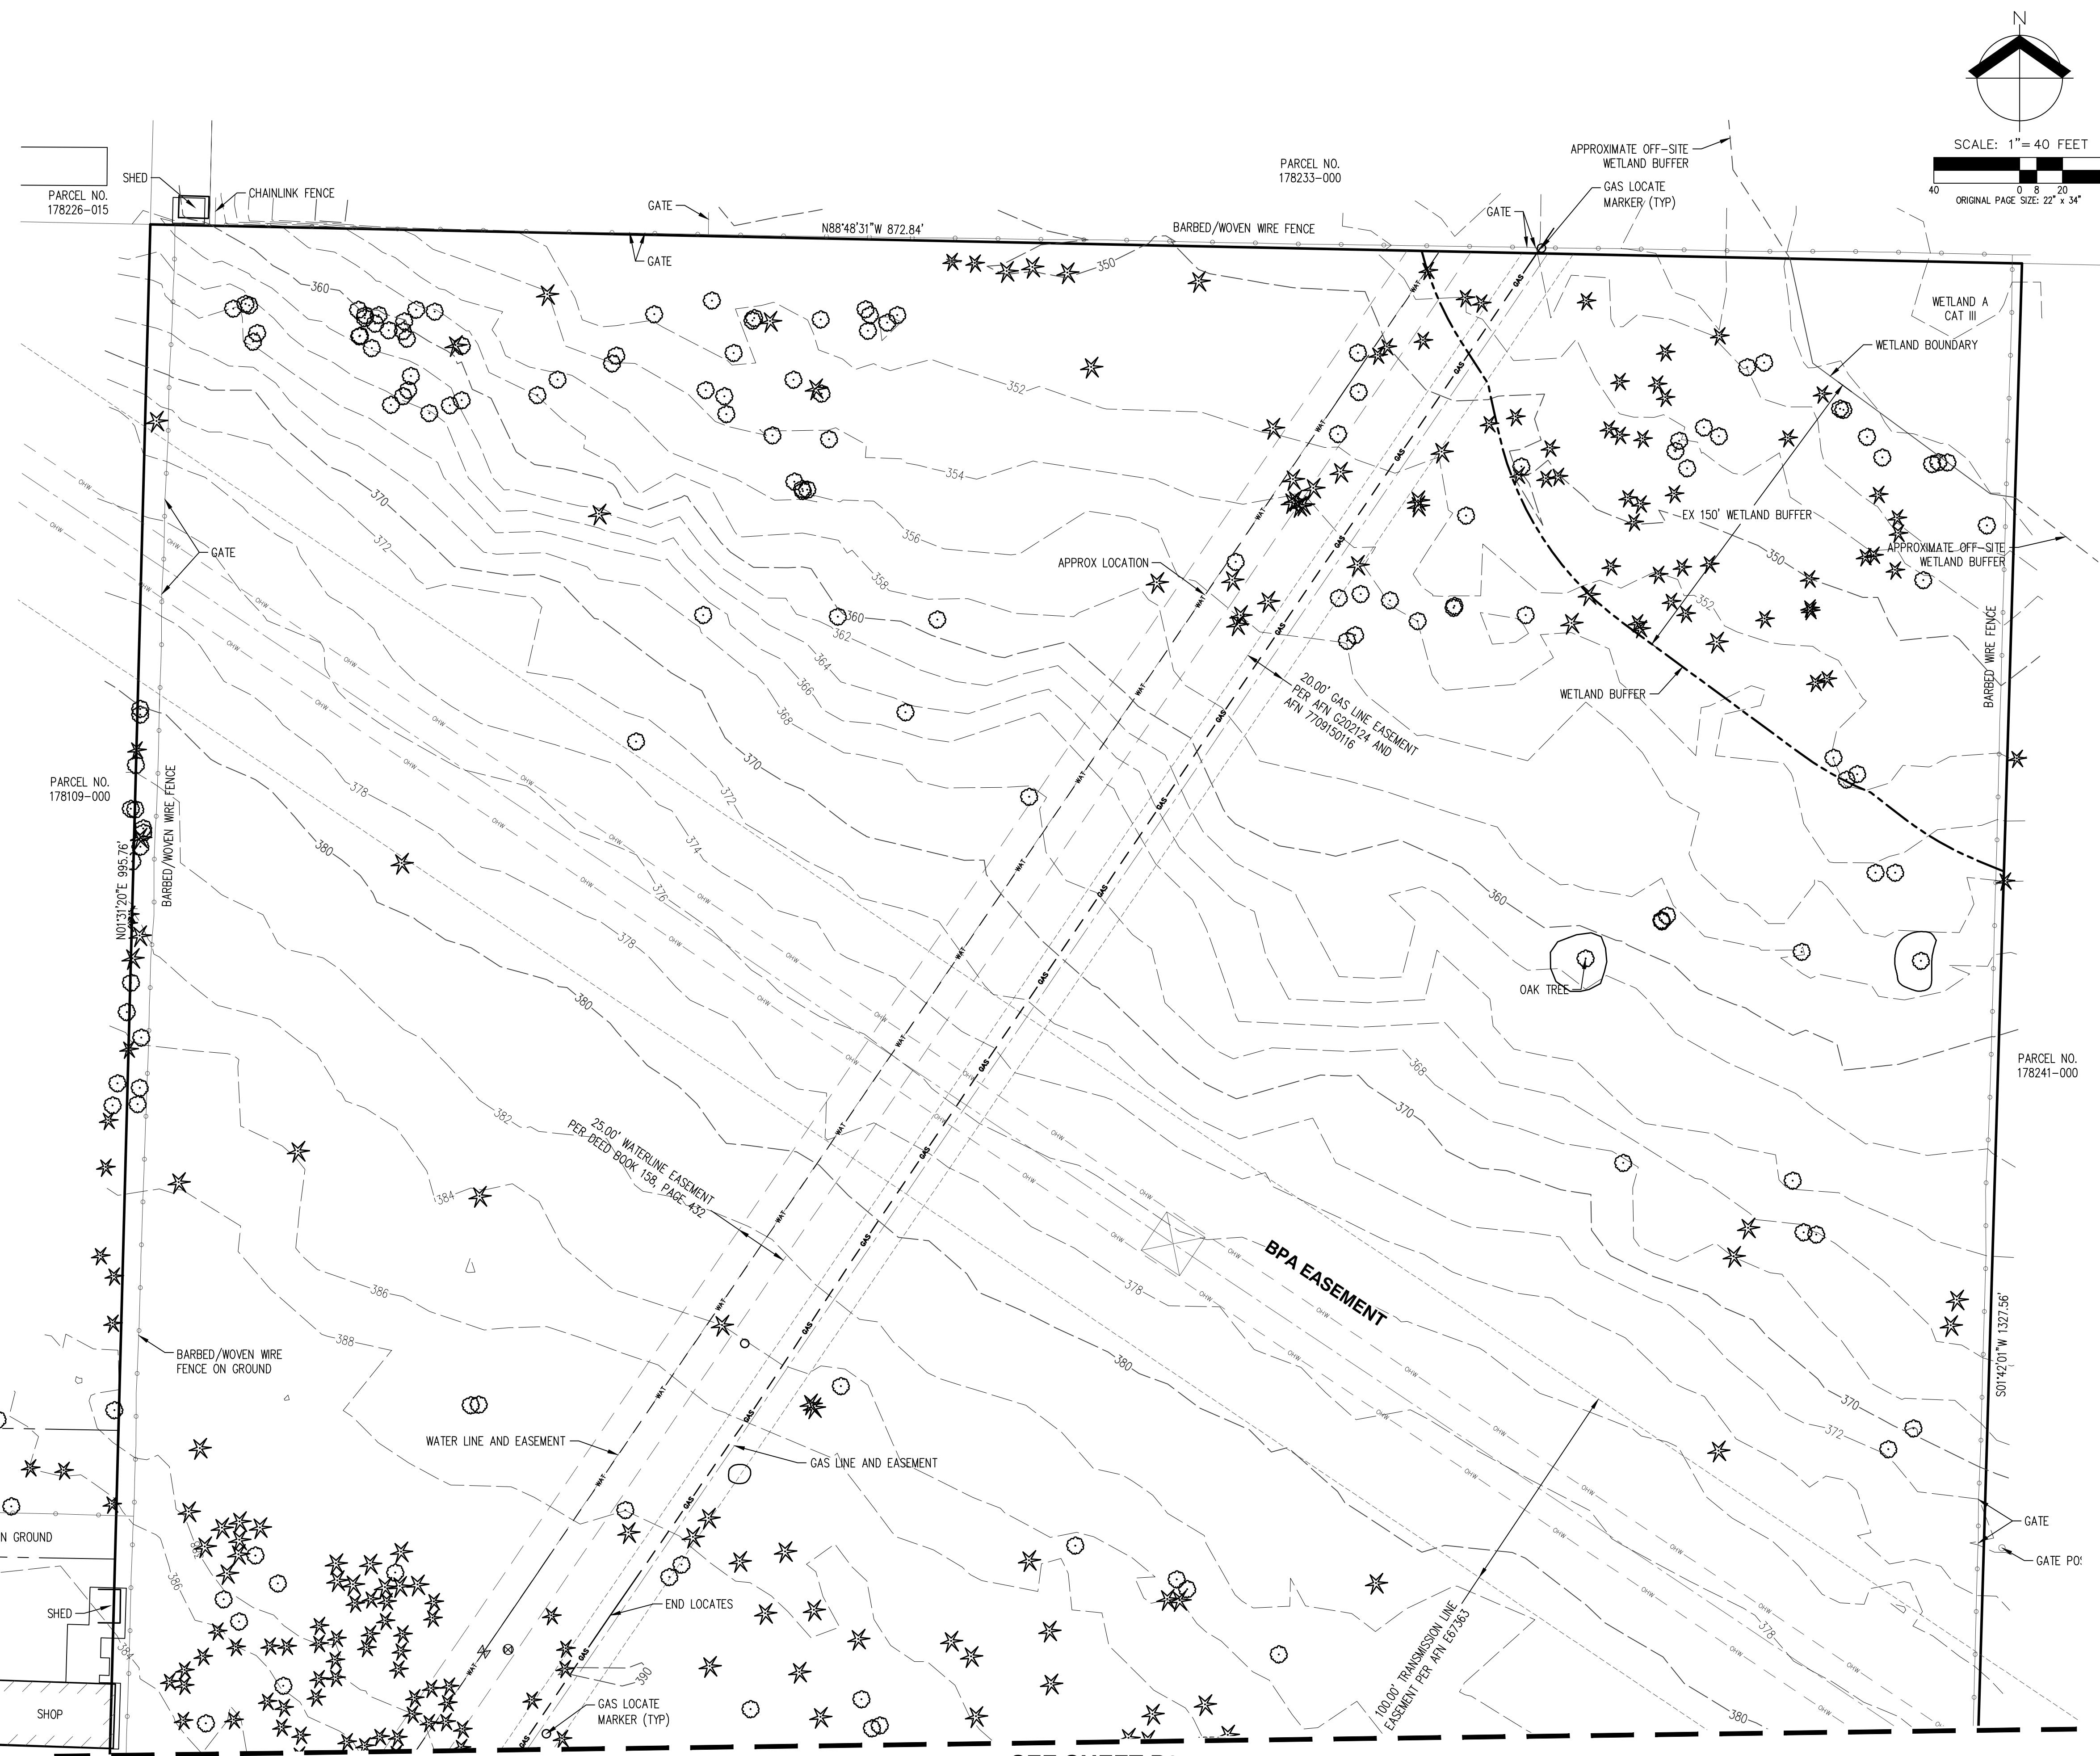 N
SCALE: 1"= 40 FEET
40 0 8 20
ORIGINAL PAGE SIZE: 22" x 34"
APPROXIMATE OFF-SITE
WETLAND BUFFER
GAS LOCATE
MARKER (TYP)
PARCEL NO.
178233-000
GATE
SHED
CHAINLINK FENCE
PARCEL NO.
178226-015
GATE
N88°48'31"W 872.84'
BARBED/WOVEN WIRE FENCE
GATE
350
360
WETLAND A
CAT III
WETLAND BOUNDARY
352
354
370
372
356
358
EX 150' WETLAND BUFFER
APPROXIMATE OFF-SITE
WETLAND BUFFER
350
352
GATE
APPROX LOCATION
360
362
364
366
368
BARBED WIRE FENCE
WETLAND BUFFER
20.00' GAS LINE EASEMENT
PER AFN G202124 AND
AFN 7709150116
PARCEL NO.
178109-000
BARBED/WOVEN WIRE FENCE
N01°31'20"E 995.76'
370
372
374
376
378
378
380
380
360
OAK TREE
368
370
PARCEL NO.
178241-000
382
384
386
388
25.00' WATERLINE EASEMENT
PER DEED BOOK 158, PAGE 432
BPA EASEMENT
378
380
S01°42'01"W 1327.56'
BARBED/WOVEN WIRE
FENCE ON GROUND
WATER LINE AND EASEMENT
GAS LINE AND EASEMENT
370
372
GATE
GATE POS
N GROUND
386
384
SHED
SHOP
END LOCATES
390
GAS LOCATE
MARKER (TYP)
100.00' TRANSMISSION LINE
EASEMENT PER AFN E67363
378
380
WAT
GAS
OHW